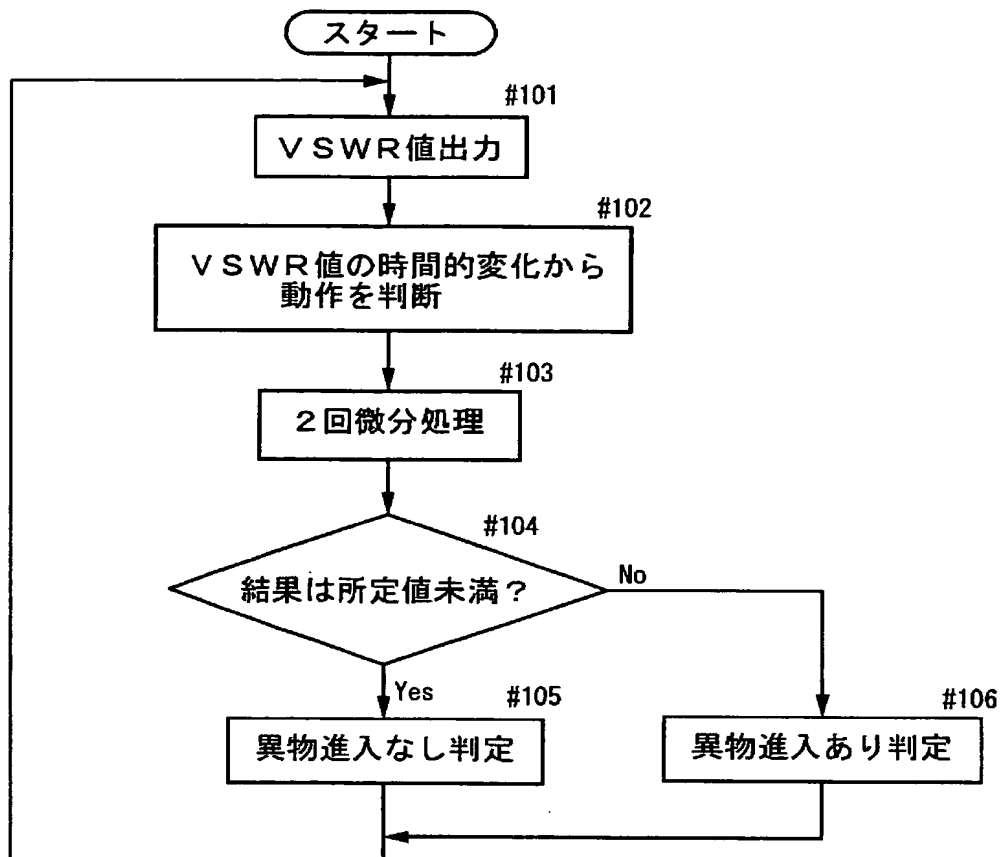 スタート
#101
ＶＳＷＲ値出力
#102
ＶＳＷＲ値の時間的変化から
動作を判断
#103
２回微分処理
#104
結果は所定値未満？
No
Yes
#105
異物進入なし判定
#106
異物進入あり判定